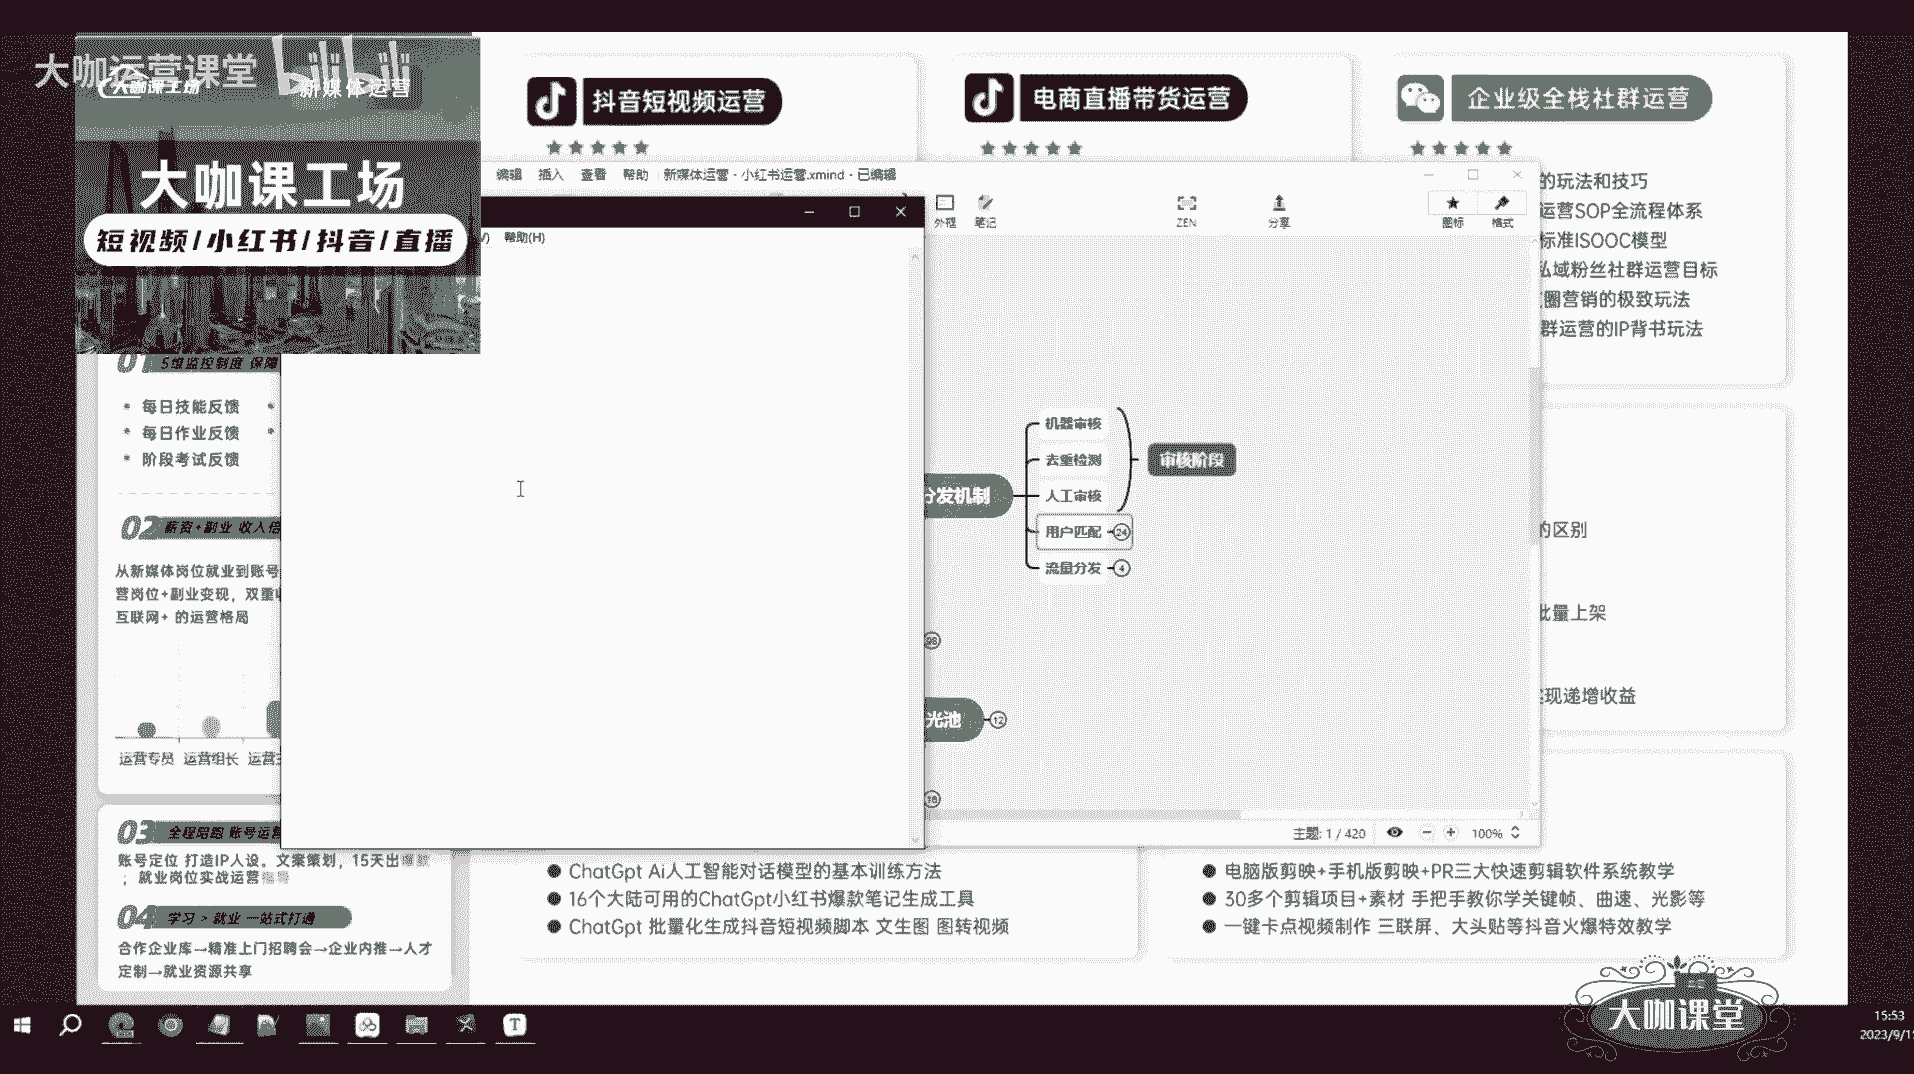 大咖运营课堂
bilibili
大咖课工场
新媒体运营
大咖课工场
短视频/小红书/抖音/直播
抖音短视频运营
电商直播带货运营
企业级全栈社群运营
编辑 插入 查看 帮助 新媒体运营 - 小红书运营.xmind - 已编辑
外框 笔记 ZEN 分享 图标 格式
帮助(H)
的玩法和技巧
运营SOP全流程体系
标准ISOOC模型
私域粉丝社群运营目标
圈营销的极致玩法
群运营的IP背书玩法
01 5维监控制度 保障
每日技能反馈
每日作业反馈
阶段考试反馈
02 薪资+副业 收入倍
从新媒体岗位就业到账号
营岗位+副业变现，双重
互联网+ 的运营格局
运营专员 运营组长 运营
分发机制
机器审核
去重检测
人工审核
用户匹配 24
流量分发 4
审核阶段
98
光池 12
16
的区别
批量上架
实现递增收益
主题: 1 / 420 100%
03 全程陪跑 账号运营
账号定位 打造IP人设。文案策划，15天出爆款
；就业岗位实战运营指导
04 学习 > 就业 一站式打通
合作企业库→精准上门招聘会→企业内推→人才
定制→就业资源共享
ChatGpt Ai人工智能对话模型的基本训练方法
16个大陆可用的ChatGpt小红书爆款笔记生成工具
ChatGpt 批量化生成抖音短视频脚本 文生图 图转视频
电脑版剪映+手机版剪映+PR三大快速剪辑软件系统教学
30多个剪辑项目+素材 手把手教你学关键帧、曲速、光影等
一键卡点视频制作 三联屏、大头贴等抖音火爆特效教学
大咖课堂
15:53
2023/9/1